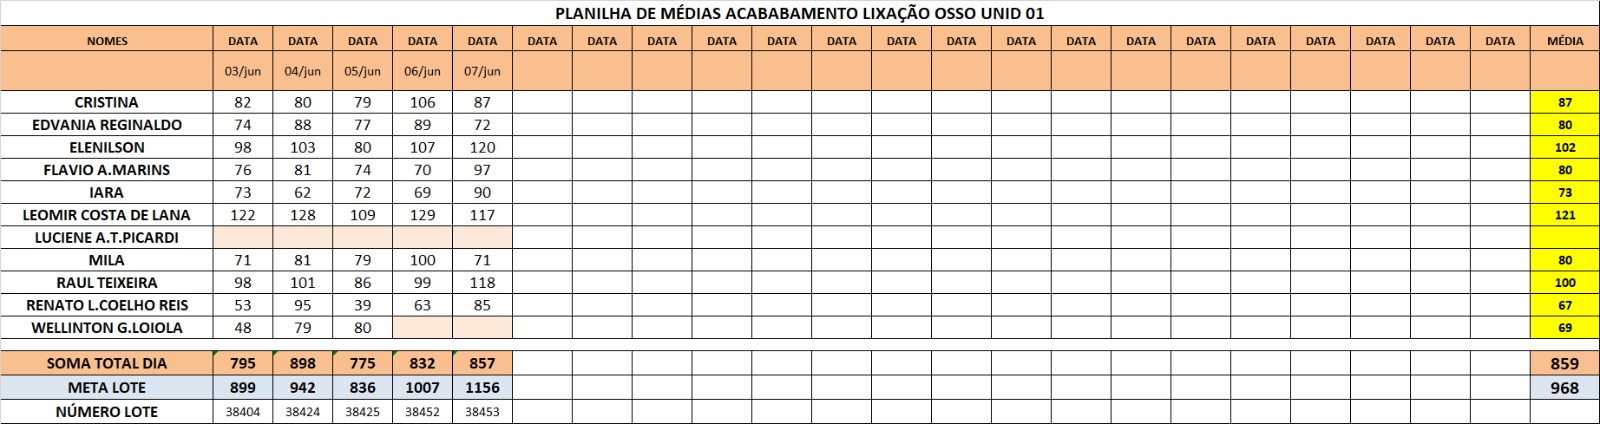 PLANILHA DE MÉDIAS ACABABAMENTO LIXAÇÃO OSSO UNID 01
NOMES DATA DATA DATA DATA DATA DATA DATA DATA DATA DATA DATA DATA DATA DATA DATA DATA DATA DATA DATA DATA DATA DATA MÉDIA
03/jun 04/jun 05/jun 06/jun 07/jun
CRISTINA 82 80 79 106 87 87
EDVANIA REGINALDO 74 88 77 89 72 80
ELENILSON 98 103 80 107 120 102
FLAVIO A.MARINS 76 81 74 70 97 80
IARA 73 62 72 69 90 73
LEOMIR COSTA DE LANA 122 128 109 129 117 121
LUCIENE A.T.PICARDI
MILA 71 81 79 100 71 80
RAUL TEIXEIRA 98 101 86 99 118 100
RENATO L.COELHO REIS 53 95 39 63 85 67
WELLINTON G.LOIOLA 48 79 80 69
SOMA TOTAL DIA 795 898 775 832 857 859
META LOTE 899 942 836 1007 1156 968
NÚMERO LOTE 38404 38424 38425 38452 38453